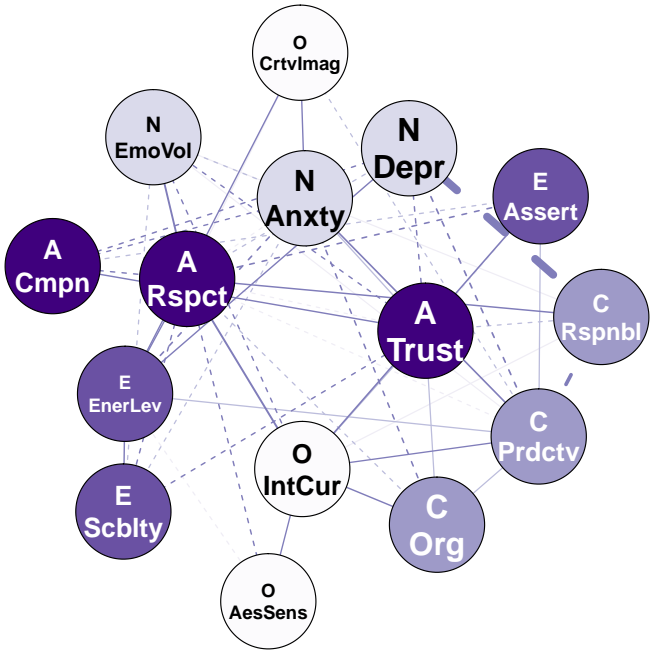 O
CrtvImag
N
EmoVol
N
Depr
N
Anxty
E
Assert
A
Cmpn
A
Rspct
C
Rspnbl
A
Trust
E
EnerLev
C
Prdctv
O
IntCur
E
Scblty
C
Org
O
AesSens